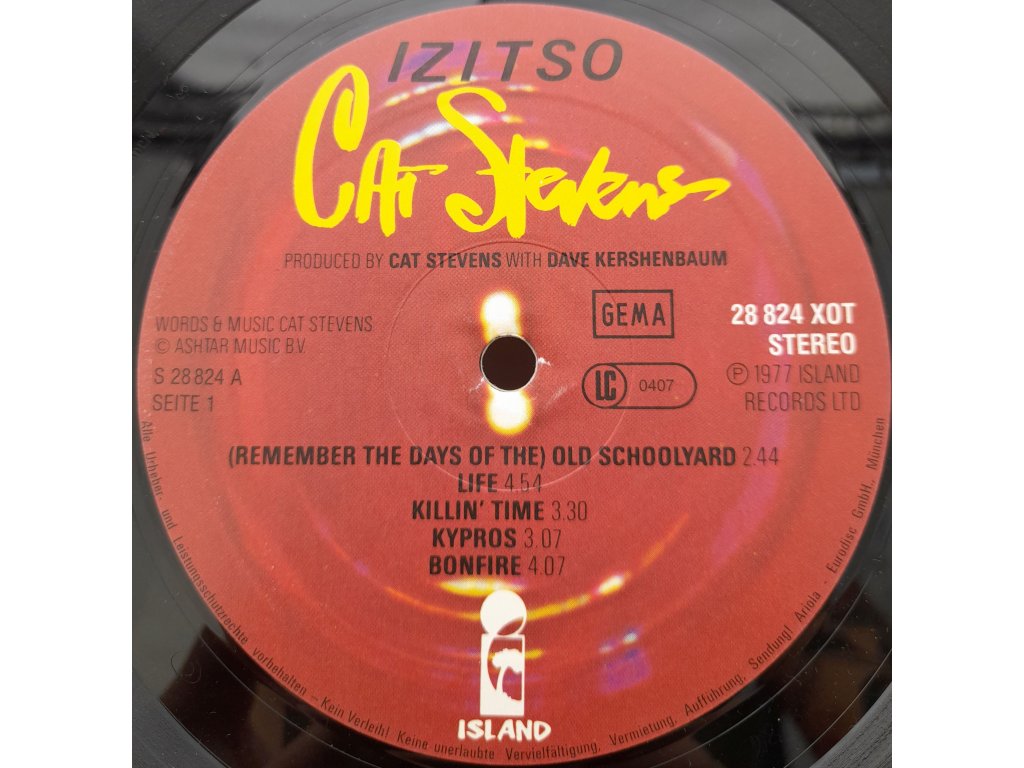 IZITSO
CAT Stevens
PRODUCED BY CAT STEVENS WITH DAVE KERSHENBAUM
WORDS & MUSIC CAT STEVENS
© ASHTAR MUSIC B.V.
S 28 824 A
SEITE 1
GEMA
LC 0407
28 824 XOT
STEREO
℗ 1977 ISLAND
RECORDS LTD
(REMEMBER THE DAYS OF THE) OLD SCHOOLYARD 2.44
LIFE 4.54
KILLIN' TIME 3.30
KYPROS 3.07
BONFIRE 4.07
ISLAND
Alle Urheber- und Leistungsschutzrechte vorbehalten – Kein Verleih! Keine unerlaubte Vervielfältigung, Vermietung, Aufführung, Sendung! Ariola - Eurodisc GmbH., München